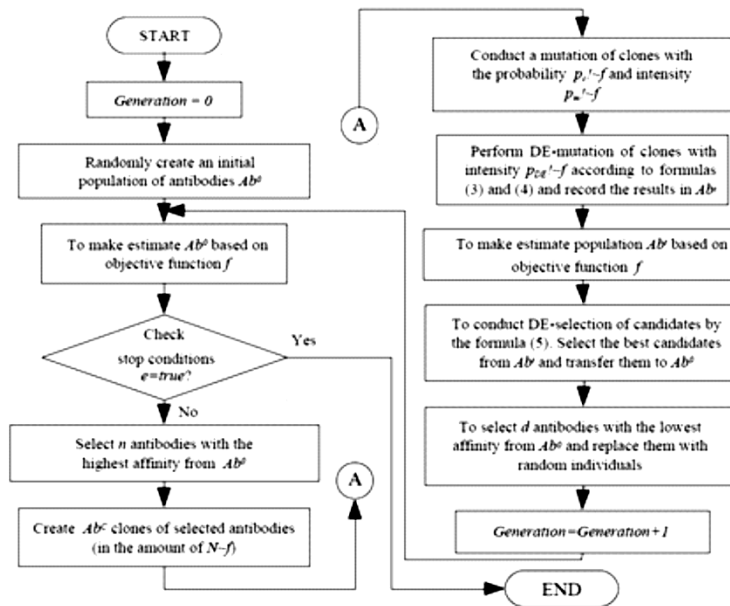 START
Generation = 0
Randomly create an initial
population of antibodies Ab
To make estimate Ab based on
objective function f
Check
stop conditions
e=true?
Yes
No
Select n antibodies with the
highest affinity from Ab
Create Abᶜ clones of selected antibodies
(in the amount of N~f)
A
A
Conduct a mutation of clones with
the probability ~f and intensity
~f
Perform DE-mutation of clones with
intensity ~f according to formulas
(3) and (4) and record the results in
To make estimate population based on
objective function f
To conduct DE-selection of candidates by
the formula (5). Select the best candidates
from and transfer them to
To select d antibodies with the lowest
affinity from and replace them with
random individuals
Generation=Generation+1
END